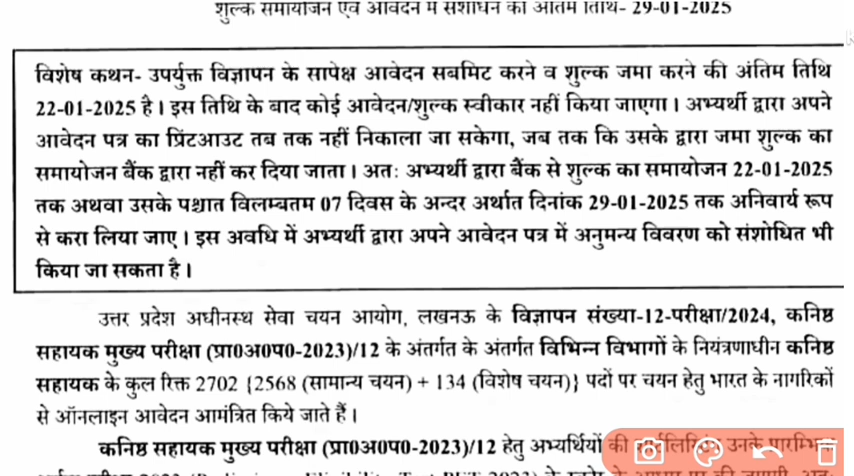 शुल्क समायोजन एवं आवेदन में संशोधन की अंतिम तिथि- 29-01-2025
विशेष कथन- उपर्युक्त विज्ञापन के सापेक्ष आवेदन सबमिट करने व शुल्क जमा करने की अंतिम तिथि
22-01-2025 है। इस तिथि के बाद कोई आवेदन/शुल्क स्वीकार नहीं किया जाएगा। अभ्यर्थी द्वारा अपने
आवेदन पत्र का प्रिंटआउट तब तक नहीं निकाला जा सकेगा, जब तक कि उसके द्वारा जमा शुल्क का
समायोजन बैंक द्वारा नहीं कर दिया जाता। अतः अभ्यर्थी द्वारा बैंक से शुल्क का समायोजन 22-01-2025
तक अथवा उसके पश्चात विलम्बतम 07 दिवस के अन्दर अर्थात दिनांक 29-01-2025 तक अनिवार्य रूप
से करा लिया जाए। इस अवधि में अभ्यर्थी द्वारा अपने आवेदन पत्र में अनुमन्य विवरण को संशोधित भी
किया जा सकता है।
उत्तर प्रदेश अधीनस्थ सेवा चयन आयोग, लखनऊ के विज्ञापन संख्या-12-परीक्षा/2024, कनिष्ठ
सहायक मुख्य परीक्षा (प्रा0अ0प0-2023)/12 के अंतर्गत के अंतर्गत विभिन्न विभागों के नियंत्रणाधीन कनिष्ठ
सहायक के कुल रिक्त 2702 {2568 (सामान्य चयन) + 134 (विशेष चयन)} पदों पर चयन हेतु भारत के नागरिकों
से ऑनलाइन आवेदन आमंत्रित किये जाते हैं।
कनिष्ठ सहायक मुख्य परीक्षा (प्रा0अ0प0-2023)/12 हेतु अभ्यर्थियों की उनके